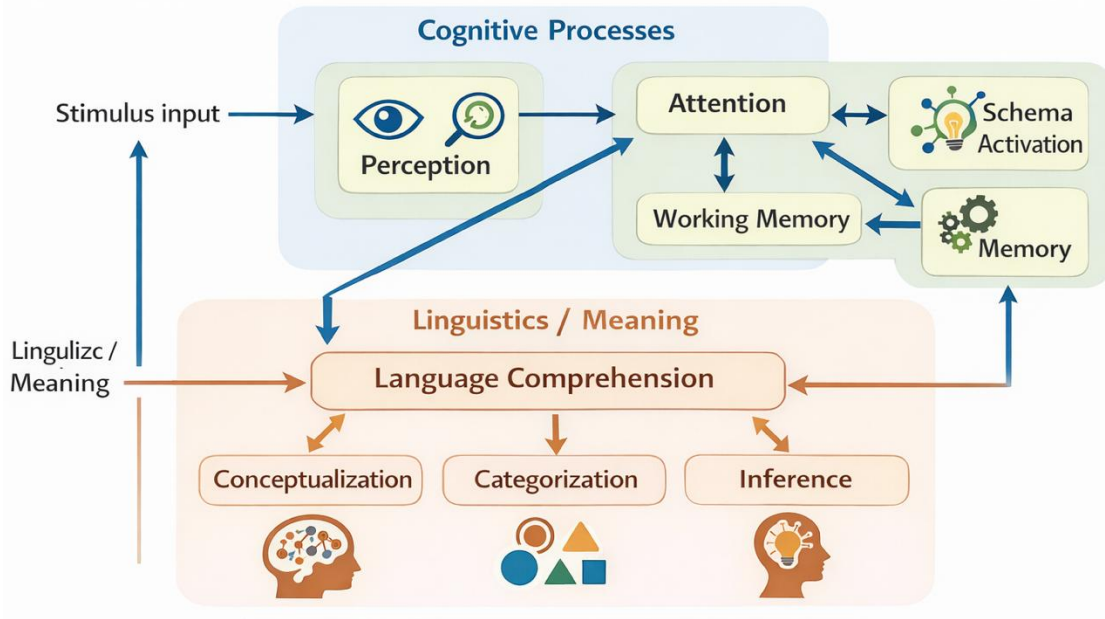 Cognitive Processes
Stimulus input
Perception
Attention
Schema
Activation
Working Memory
Memory
Linguistics / Meaning
Lingulizc /
Meaning
Language Comprehension
Conceptualization
Categorization
Inference